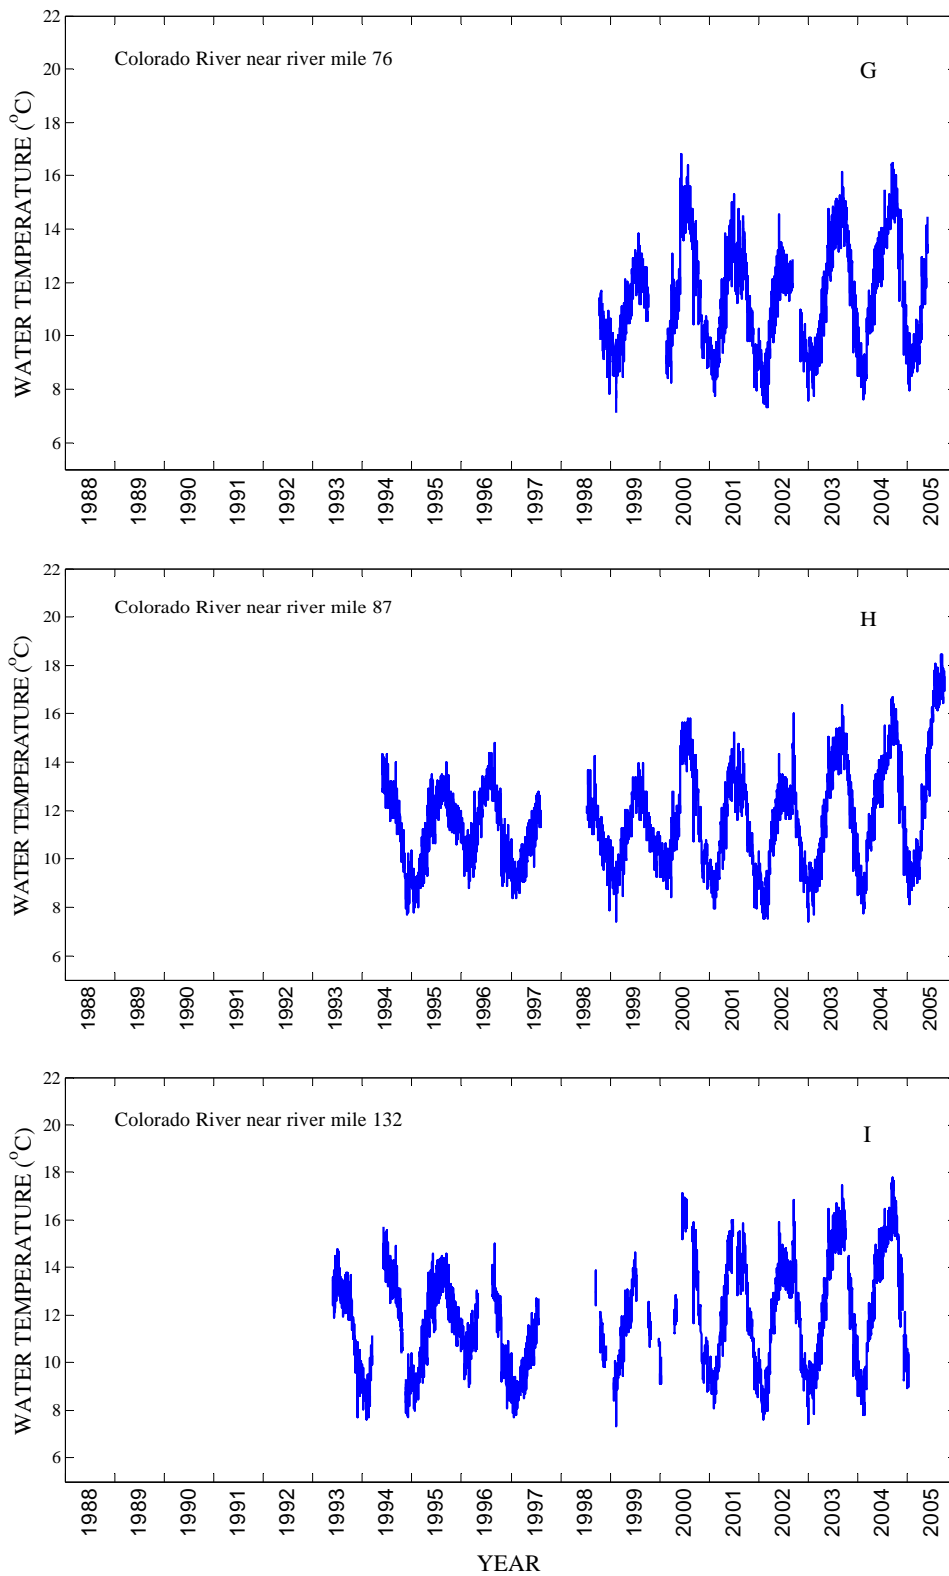 Colorado River near river mile 76
G
WATER TEMPERATURE (°C)
22
20
18
16
14
12
10
8
6
1988 1989 1990 1991 1992 1993 1994 1995 1996 1997 1998 1999 2000 2001 2002 2003 2004 2005
Colorado River near river mile 87
H
WATER TEMPERATURE (°C)
22
20
18
16
14
12
10
8
6
1988 1989 1990 1991 1992 1993 1994 1995 1996 1997 1998 1999 2000 2001 2002 2003 2004 2005
Colorado River near river mile 132
I
WATER TEMPERATURE (°C)
22
20
18
16
14
12
10
8
6
1988 1989 1990 1991 1992 1993 1994 1995 1996 1997 1998 1999 2000 2001 2002 2003 2004 2005
YEAR